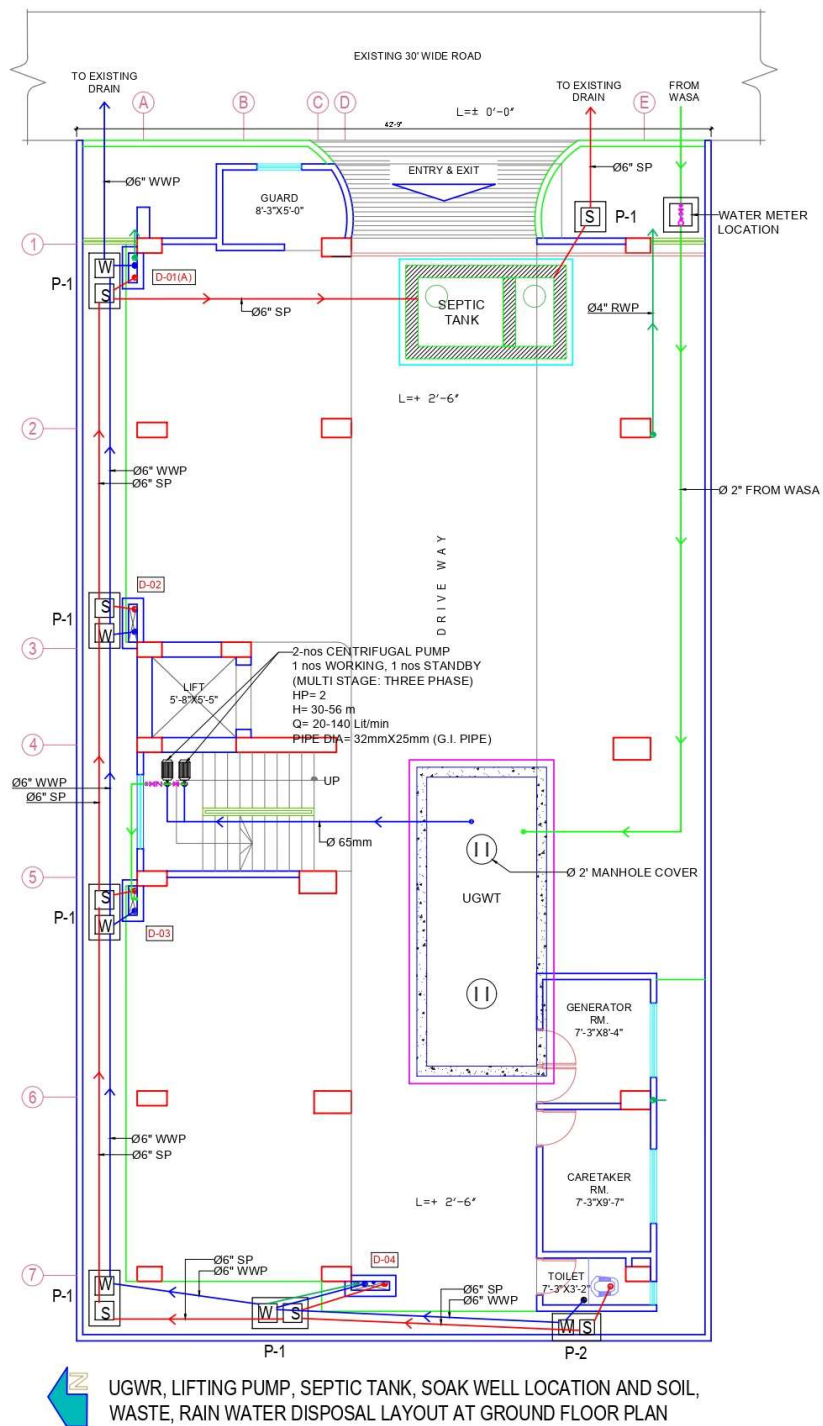 EXISTING 30' WIDE ROAD
TO EXISTING
DRAIN
TO EXISTING
DRAIN
FROM
WASA
A
B
C
D
E
L=± 0'-0"
42'-9"
Ø6" WWP
ENTRY & EXIT
Ø6" SP
GUARD
8'-3"X5'-0"
S
P-1
WATER METER
LOCATION
1
W
D-01(A)
P-1
S
Ø6" SP
SEPTIC
TANK
Ø4" RWP
L=+ 2'-6"
2
Ø6" WWP
Ø6" SP
Ø 2" FROM WASA
DRIVE WAY
D-02
S
P-1
W
3
2-nos CENTRIFUGAL PUMP
1 nos WORKING, 1 nos STANDBY
(MULTI STAGE: THREE PHASE)
HP= 2
H= 30-56 m
Q= 20-140 Lit/min
PIPE DIA= 32mmX25mm (G.I. PIPE)
LIFT
5'-8"X5'-5"
4
UP
Ø6" WWP
Ø6" SP
Ø 65mm
Ø 2' MANHOLE COVER
5
UGWT
S
P-1
W
D-03
GENERATOR
RM.
7'-3"X8'-4"
6
Ø6" WWP
Ø6" SP
CARETAKER
RM.
7'-3"X9'-7"
L=+ 2'-6"
7
D-04
Ø6" SP
Ø6" WWP
TOILET
7'-3"X3'-2"
W
P-1
S
W
S
Ø6" SP
Ø6" WWP
W
S
P-1
P-2
N
UGWR, LIFTING PUMP, SEPTIC TANK, SOAK WELL LOCATION AND SOIL,
WASTE, RAIN WATER DISPOSAL LAYOUT AT GROUND FLOOR PLAN